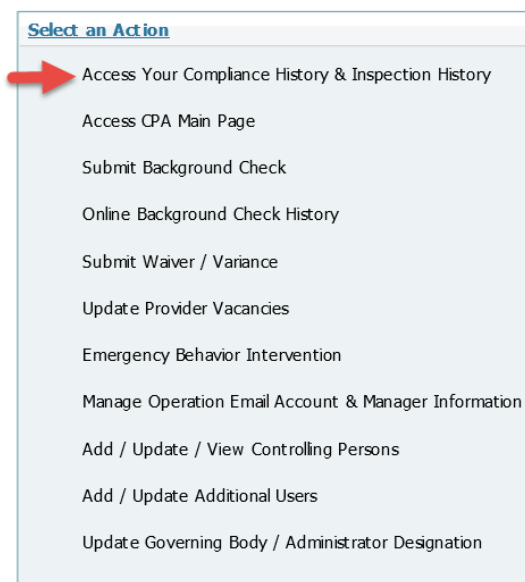 Select an Action
Access Your Compliance History & Inspection History
Access CPA Main Page
Submit Background Check
Online Background Check History
Submit Waiver / Variance
Update Provider Vacancies
Emergency Behavior Intervention
Manage Operation Email Account & Manager Information
Add / Update / View Controlling Persons
Add / Update Additional Users
Update Governing Body / Administrator Designation